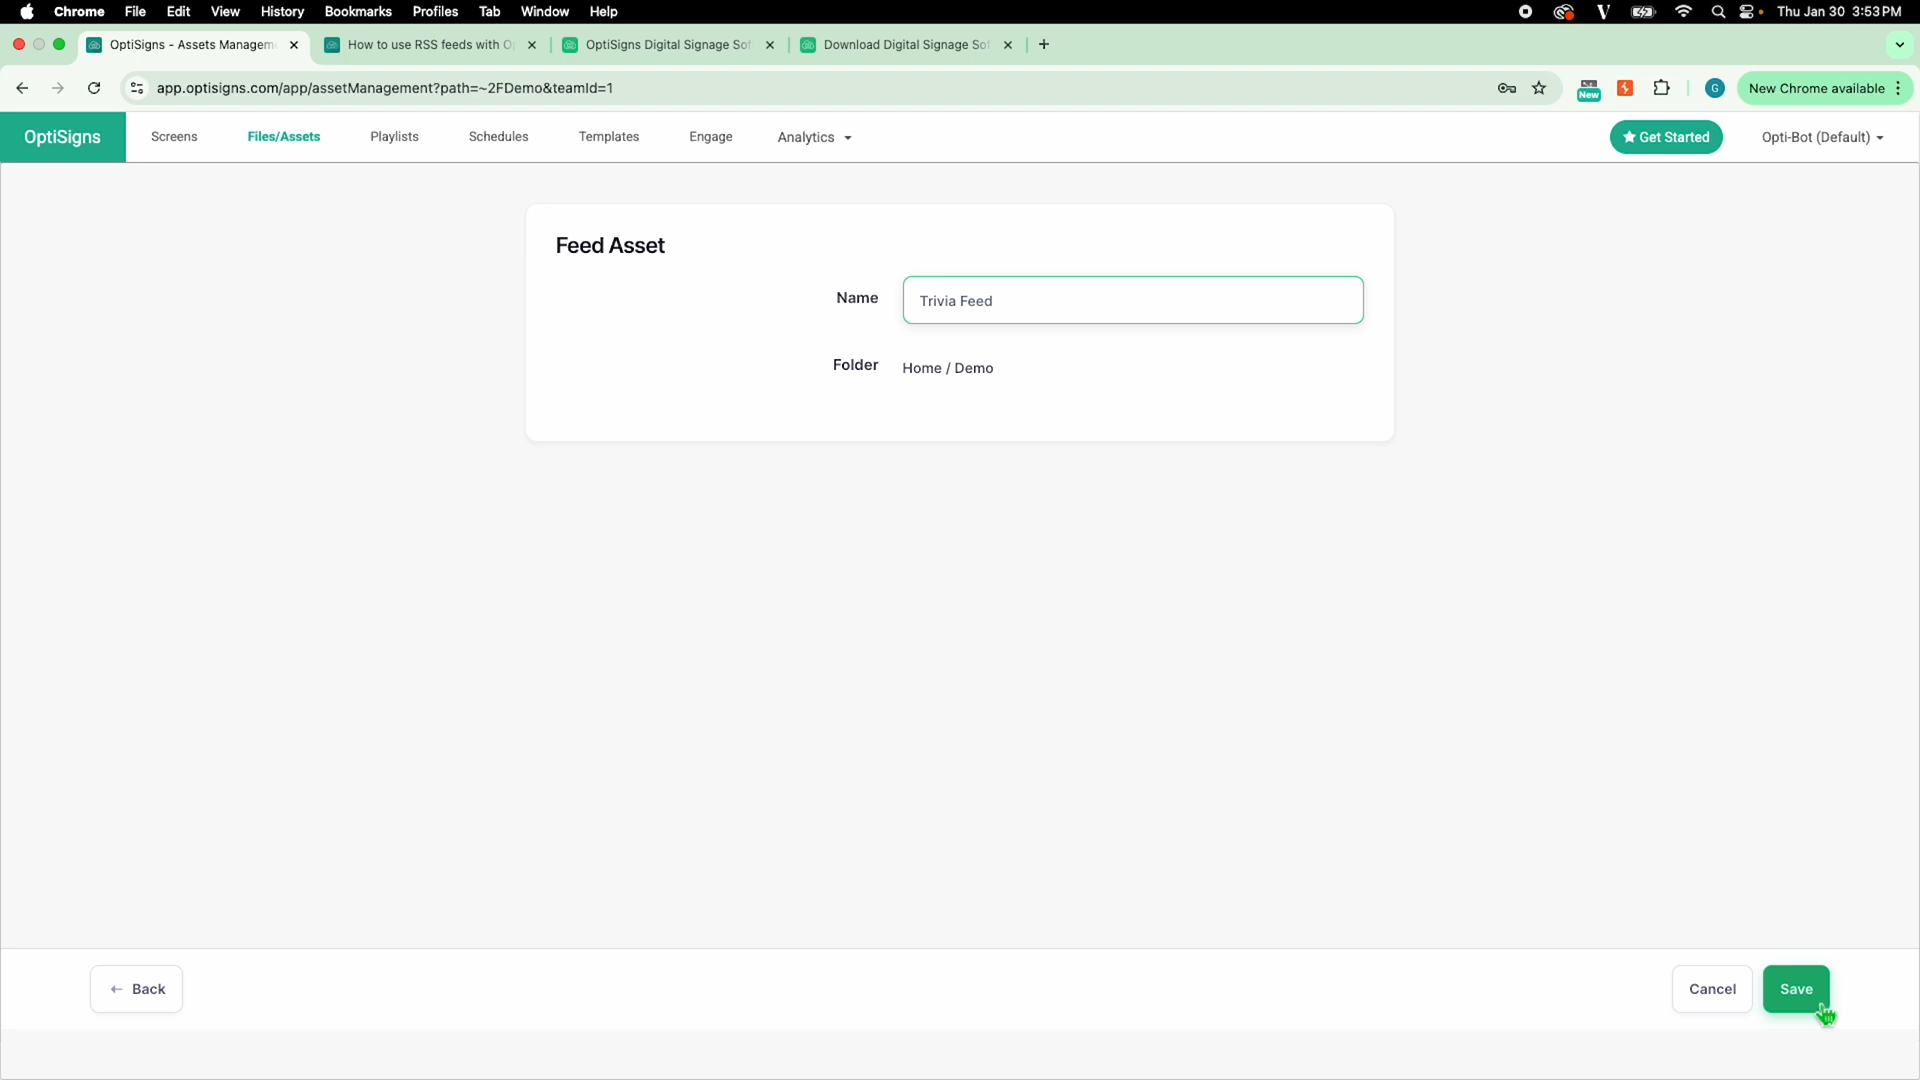 Chrome File Edit View History Bookmarks Profiles Tab Window Help Thu Jan 30 3:53 PM
OptiSigns - Assets Managem How to use RSS feeds with O OptiSigns Digital Signage Sof Download Digital Signage Sof
app.optisigns.com/app/assetManagement?path=~2FDemo&teamId=1 New G New Chrome available
OptiSigns Screens Files/Assets Playlists Schedules Templates Engage Analytics Get Started Opti-Bot (Default)
Feed Asset
Name Trivia Feed
Folder Home / Demo
← Back Cancel Save